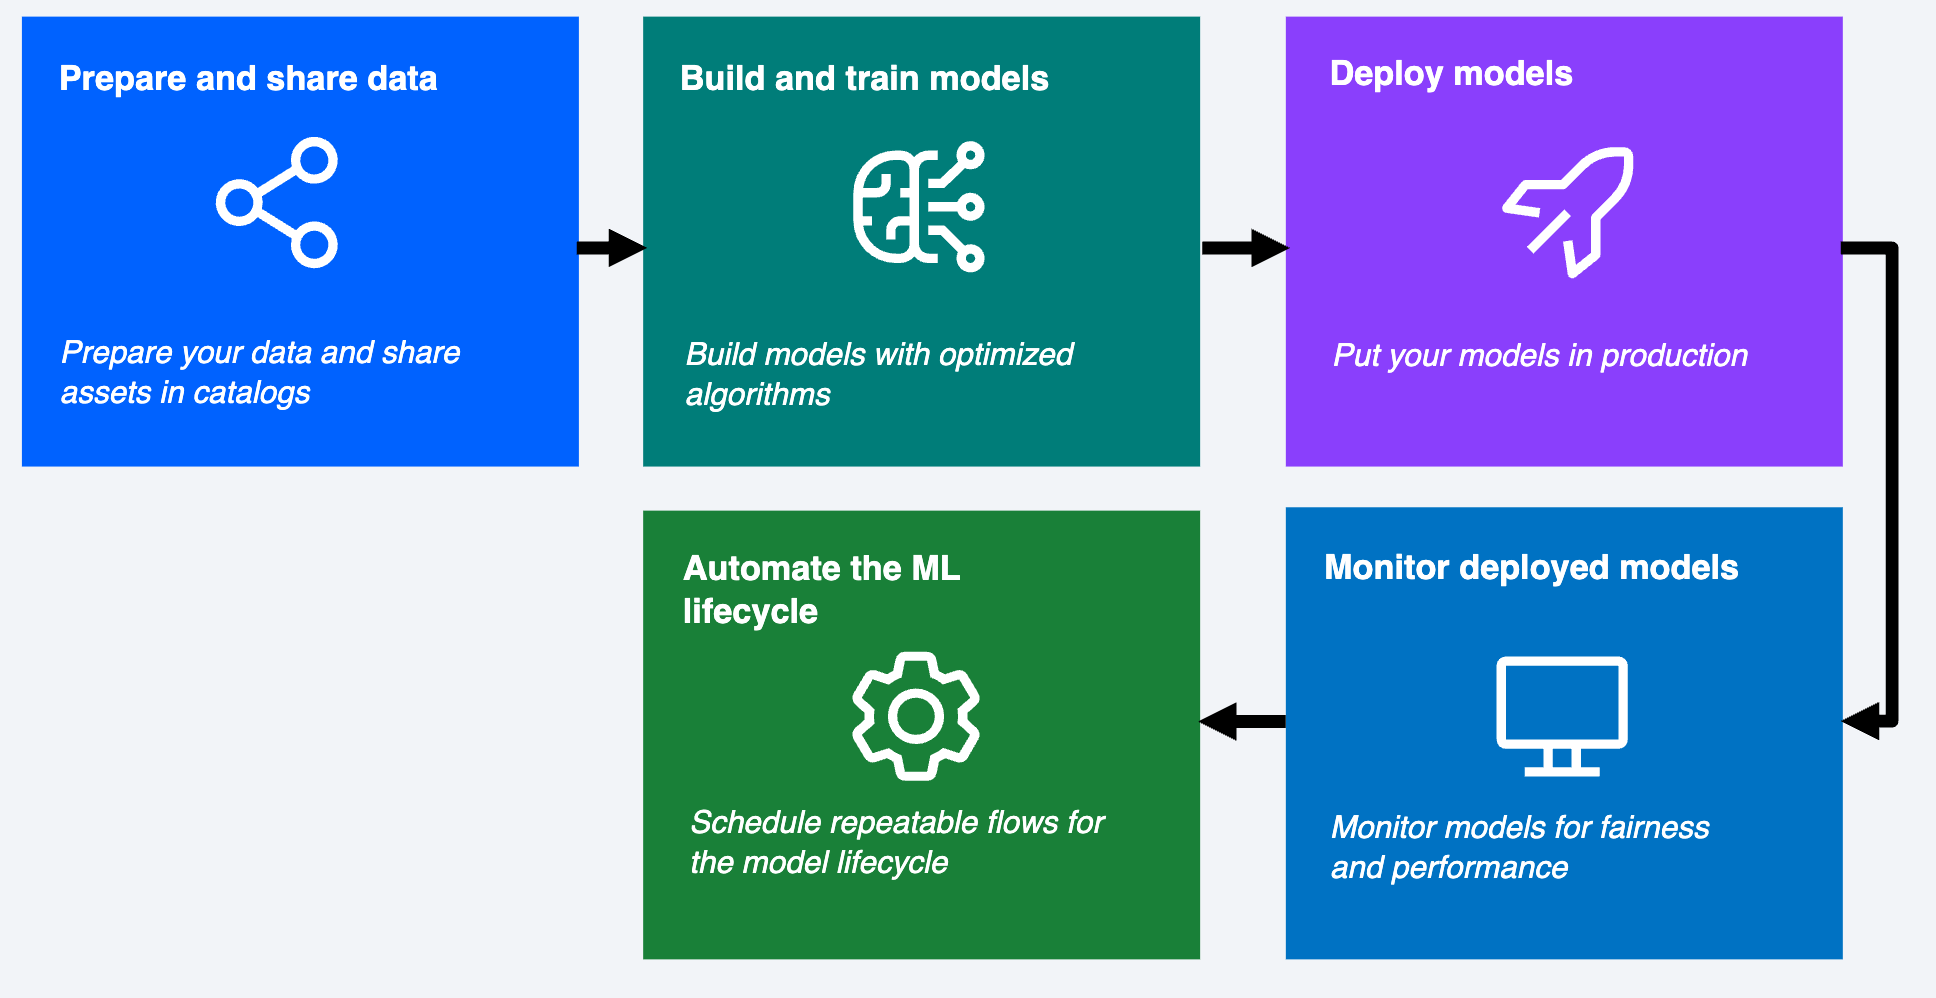 Prepare and share data
Prepare your data and share
assets in catalogs
Build and train models
Build models with optimized
algorithms
Deploy models
Put your models in production
Monitor deployed models
Monitor models for fairness
and performance
Automate the ML
lifecycle
Schedule repeatable flows for
the model lifecycle